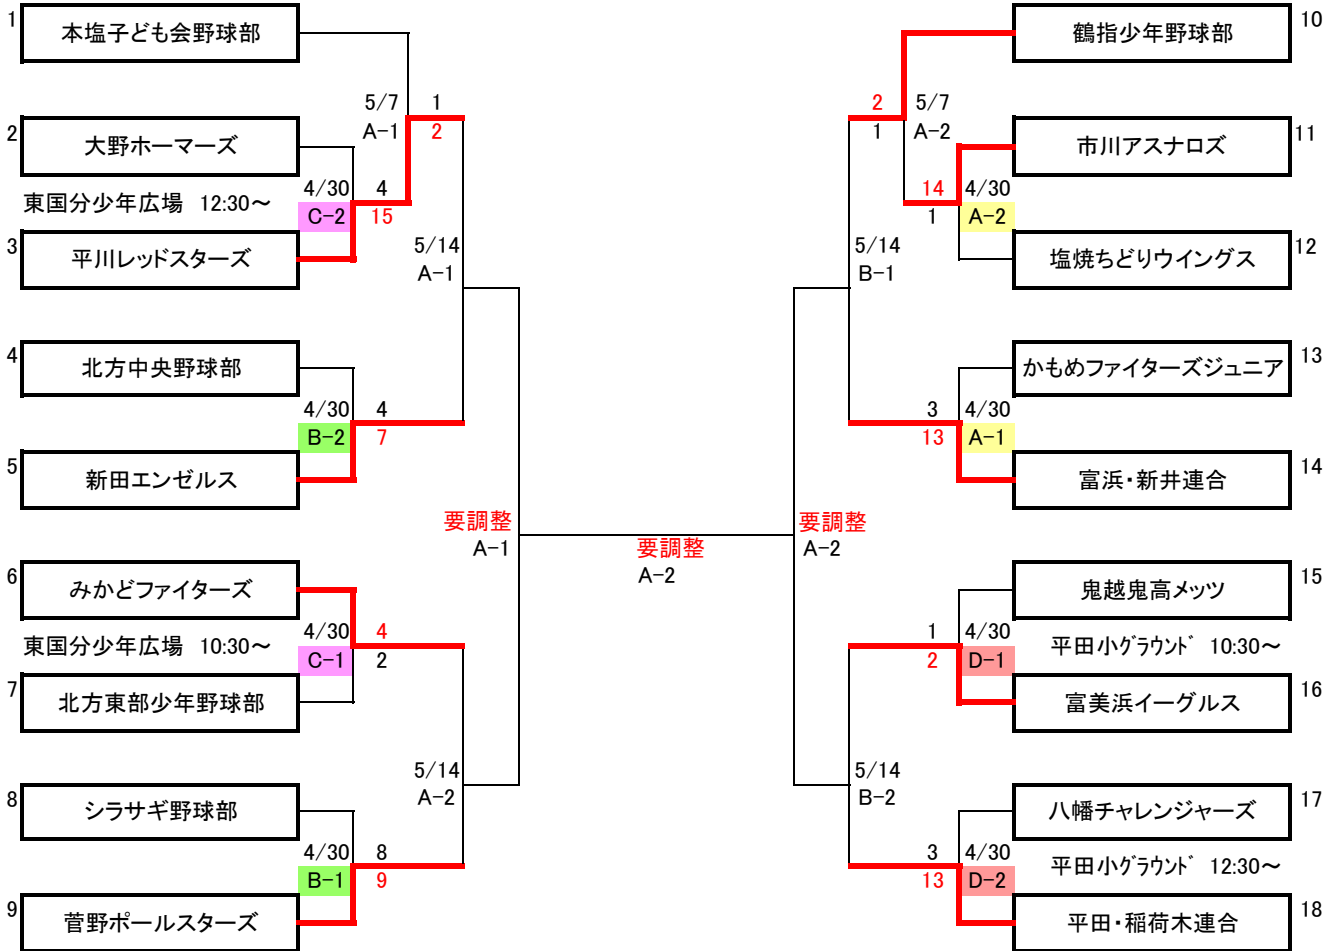 1
本塩子ども会野球部
5/7
1
A-1
2
2
大野ホーマーズ
東国分少年広場 12:30～
4/30
4
C-2
15
3
平川レッドスターズ
5/14
A-1
4
北方中央野球部
4/30
4
B-2
7
5
新田エンゼルス
要調整
A-1
6
みかどファイターズ
東国分少年広場 10:30～
4/30
4
C-1
2
7
北方東部少年野球部
5/14
A-2
8
シラサギ野球部
4/30
8
B-1
9
9
菅野ポールスターズ
要調整
A-2
10
鶴指少年野球部
2
5/7
1
A-2
11
市川アスナロズ
14
4/30
1
A-2
12
塩焼ちどりウイングス
5/14
B-1
13
かもめファイターズジュニア
3
4/30
13
A-1
14
富浜・新井連合
要調整
A-2
15
鬼越鬼高メッツ
1
4/30
平田小ｸﾞﾗｳﾝﾄﾞ 10:30～
2
D-1
16
富美浜イーグルス
5/14
B-2
17
八幡チャレンジャーズ
3
4/30
平田小ｸﾞﾗｳﾝﾄﾞ 12:30～
13
D-2
18
平田・稲荷木連合